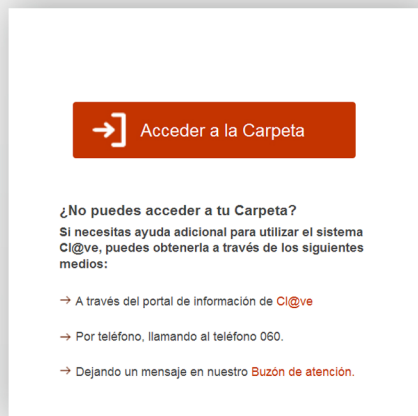 Acceder a la Carpeta
¿No puedes acceder a tu Carpeta?
Si necesitas ayuda adicional para utilizar el sistema
Cl@ve, puedes obtenerla a través de los siguientes
medios:
→ A través del portal de información de Cl@ve
→ Por teléfono, llamando al teléfono 060.
→ Dejando un mensaje en nuestro Buzón de atención.